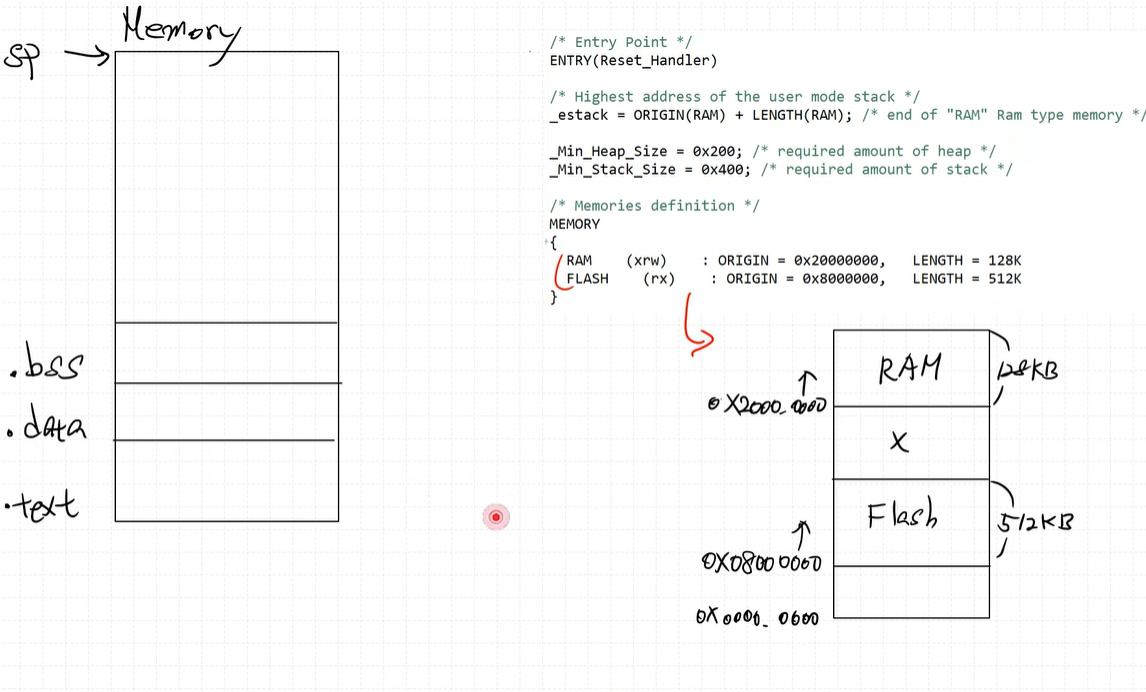 Memory
sp →
.bss
.data
.text
/* Entry Point */
ENTRY(Reset_Handler)
/* Highest address of the user mode stack */
_estack = ORIGIN(RAM) + LENGTH(RAM); /* end of "RAM" Ram type memory */
_Min_Heap_Size = 0x200; /* required amount of heap */
_Min_Stack_Size = 0x400; /* required amount of stack */
/* Memories definition */
MEMORY
{
RAM (xrw) : ORIGIN = 0x20000000, LENGTH = 128K
FLASH (rx) : ORIGIN = 0x8000000, LENGTH = 512K
}
RAM
128KB
0X2000_0000
X
Flash
512KB
0X08000000
0X0000_0000